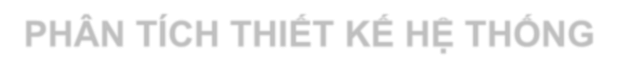 PHÂN TÍCH THIẾT KẾ HỆ THỐNG